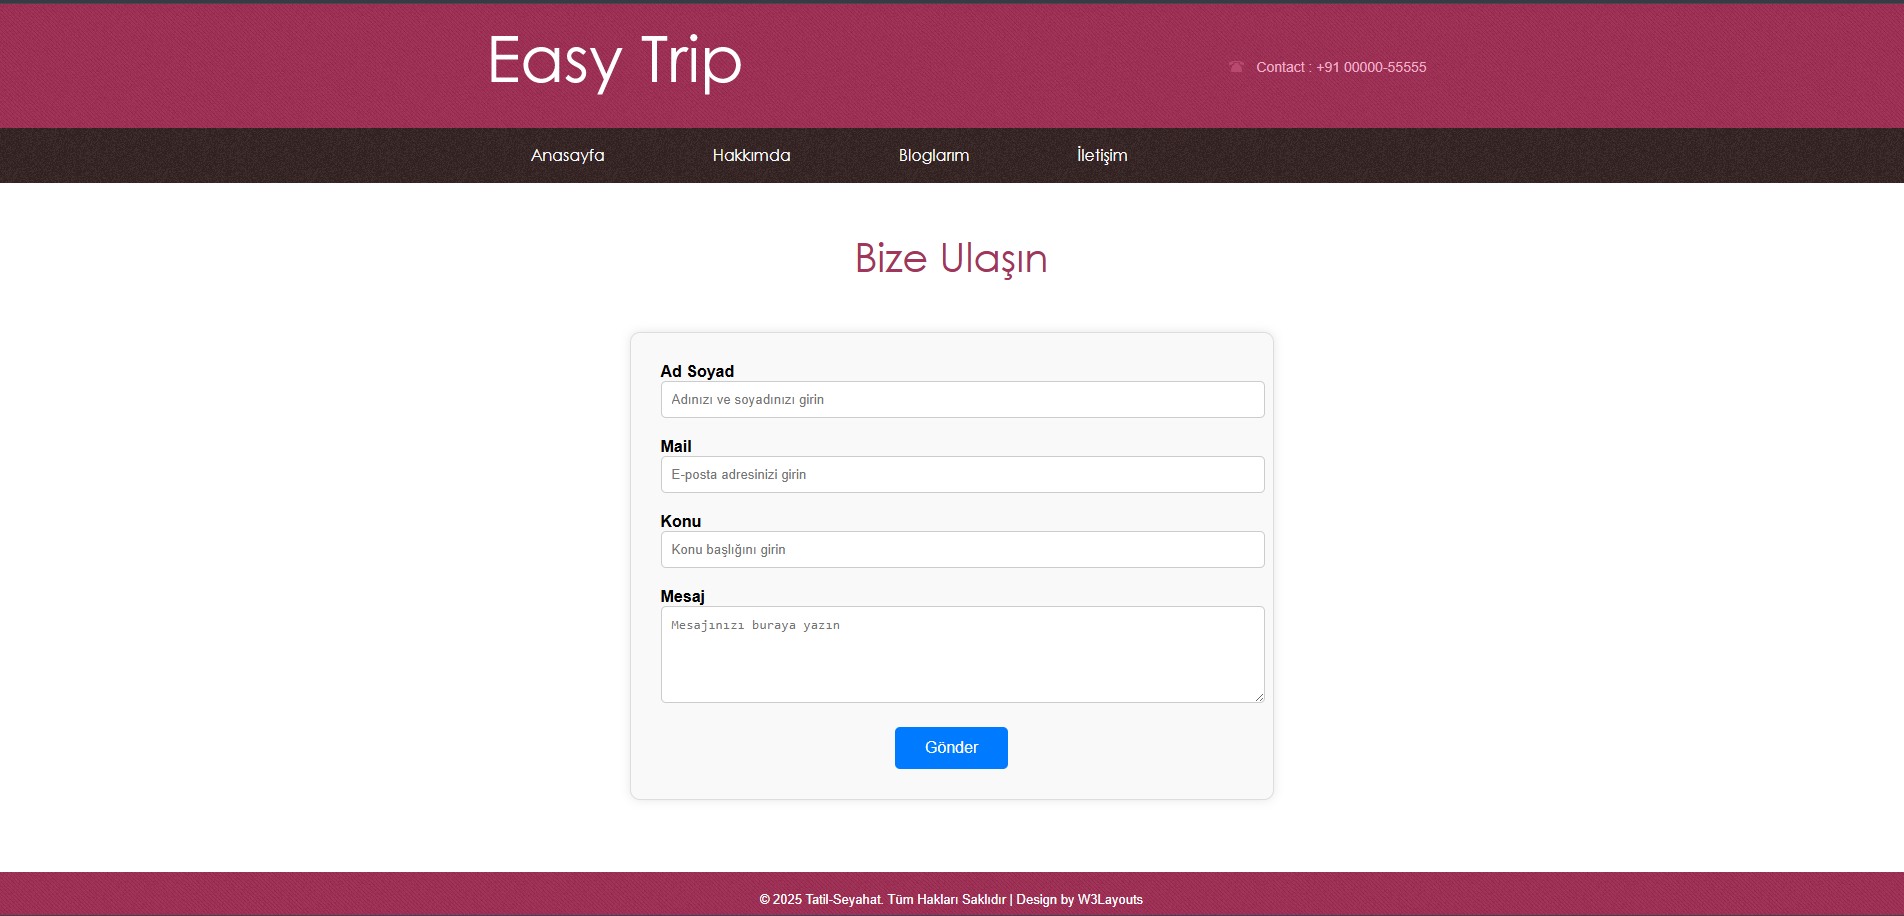 Easy Trip
Contact : +91 00000-55555
Anasayfa Hakkımda Bloglarım İletişim
Bize Ulaşın
Ad Soyad
Adınızı ve soyadınızı girin
Mail
E-posta adresinizi girin
Konu
Konu başlığını girin
Mesaj
Mesajınızı buraya yazın
Gönder
© 2025 Tatil-Seyahat. Tüm Hakları Saklıdır | Design by W3Layouts